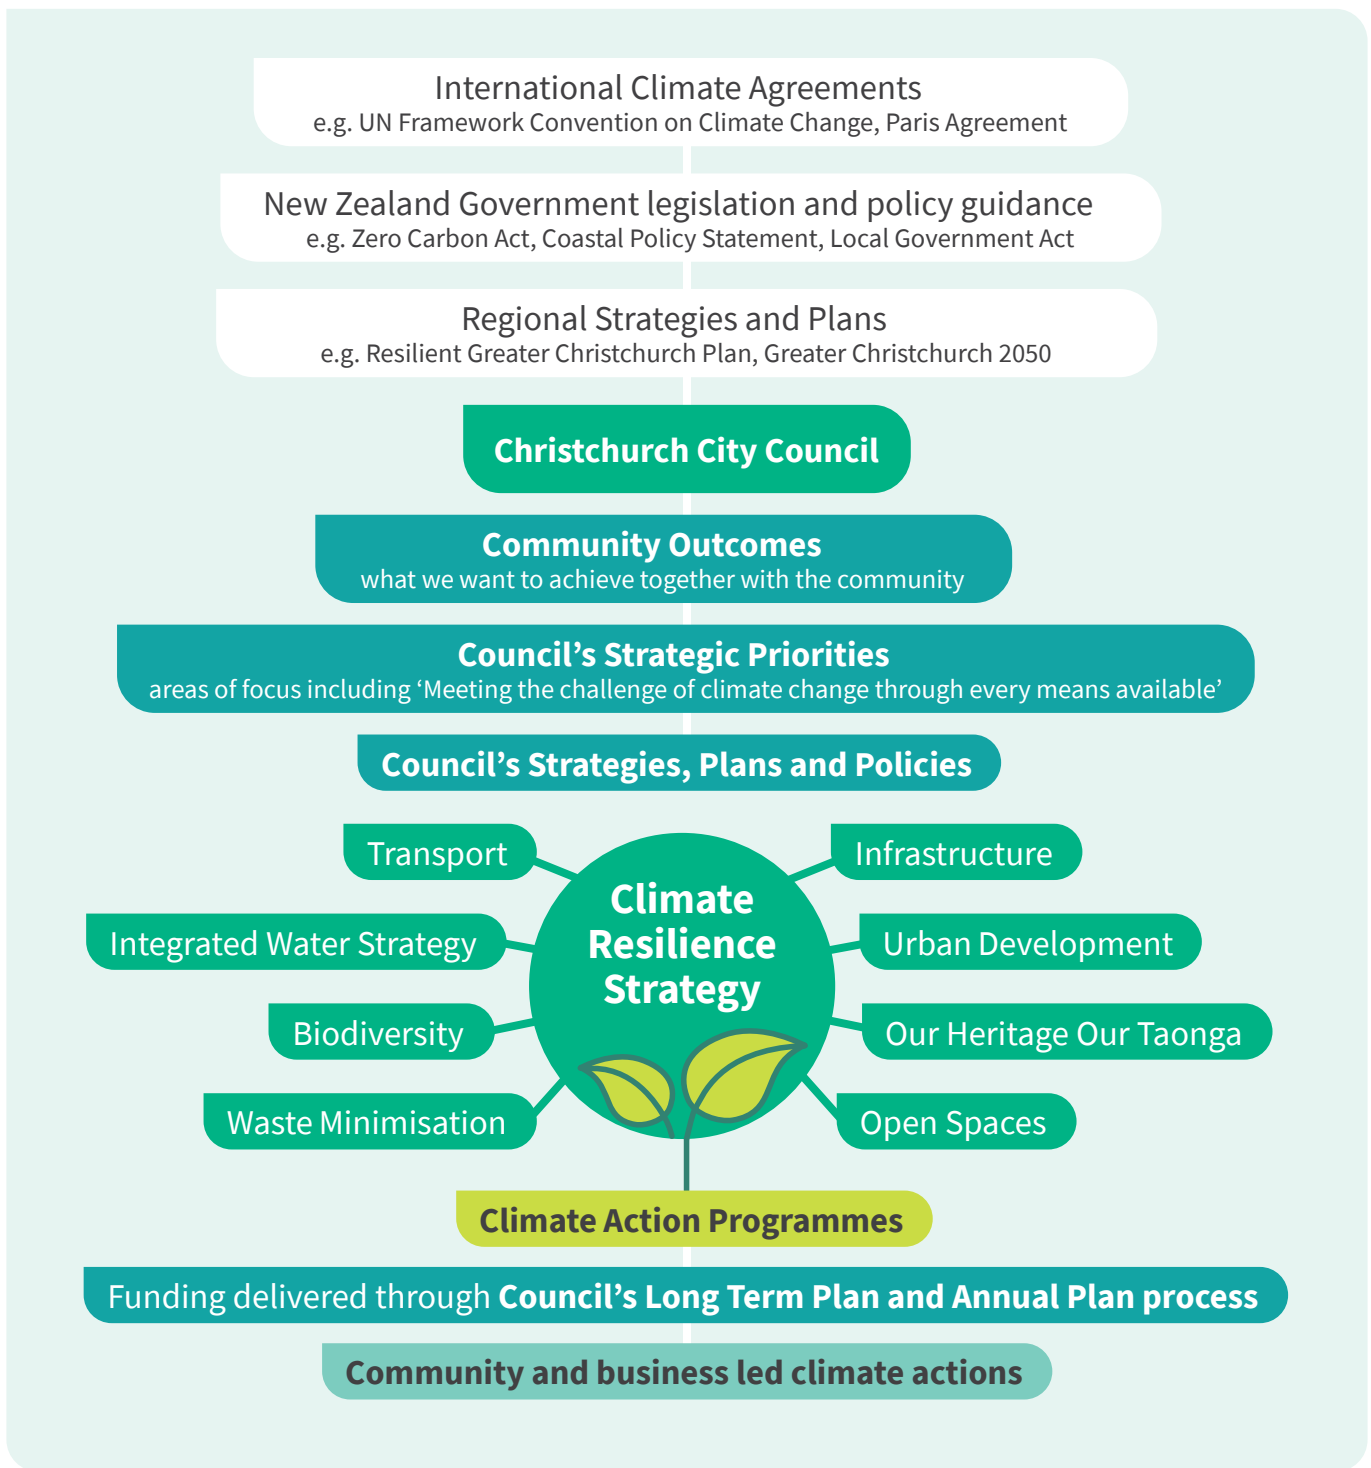 International Climate Agreements
e.g. UN Framework Convention on Climate Change, Paris Agreement
New Zealand Government legislation and policy guidance
e.g. Zero Carbon Act, Coastal Policy Statement, Local Government Act
Regional Strategies and Plans
e.g. Resilient Greater Christchurch Plan, Greater Christchurch 2050
Christchurch City Council
Community Outcomes
what we want to achieve together with the community
Council’s Strategic Priorities
areas of focus including ‘Meeting the challenge of climate change through every means available’
Council’s Strategies, Plans and Policies
Transport
Integrated Water Strategy
Biodiversity
Waste Minimisation
Climate
Resilience
Strategy
Infrastructure
Urban Development
Our Heritage Our Taonga
Open Spaces
Climate Action Programmes
Funding delivered through Council’s Long Term Plan and Annual Plan process
Community and business led climate actions